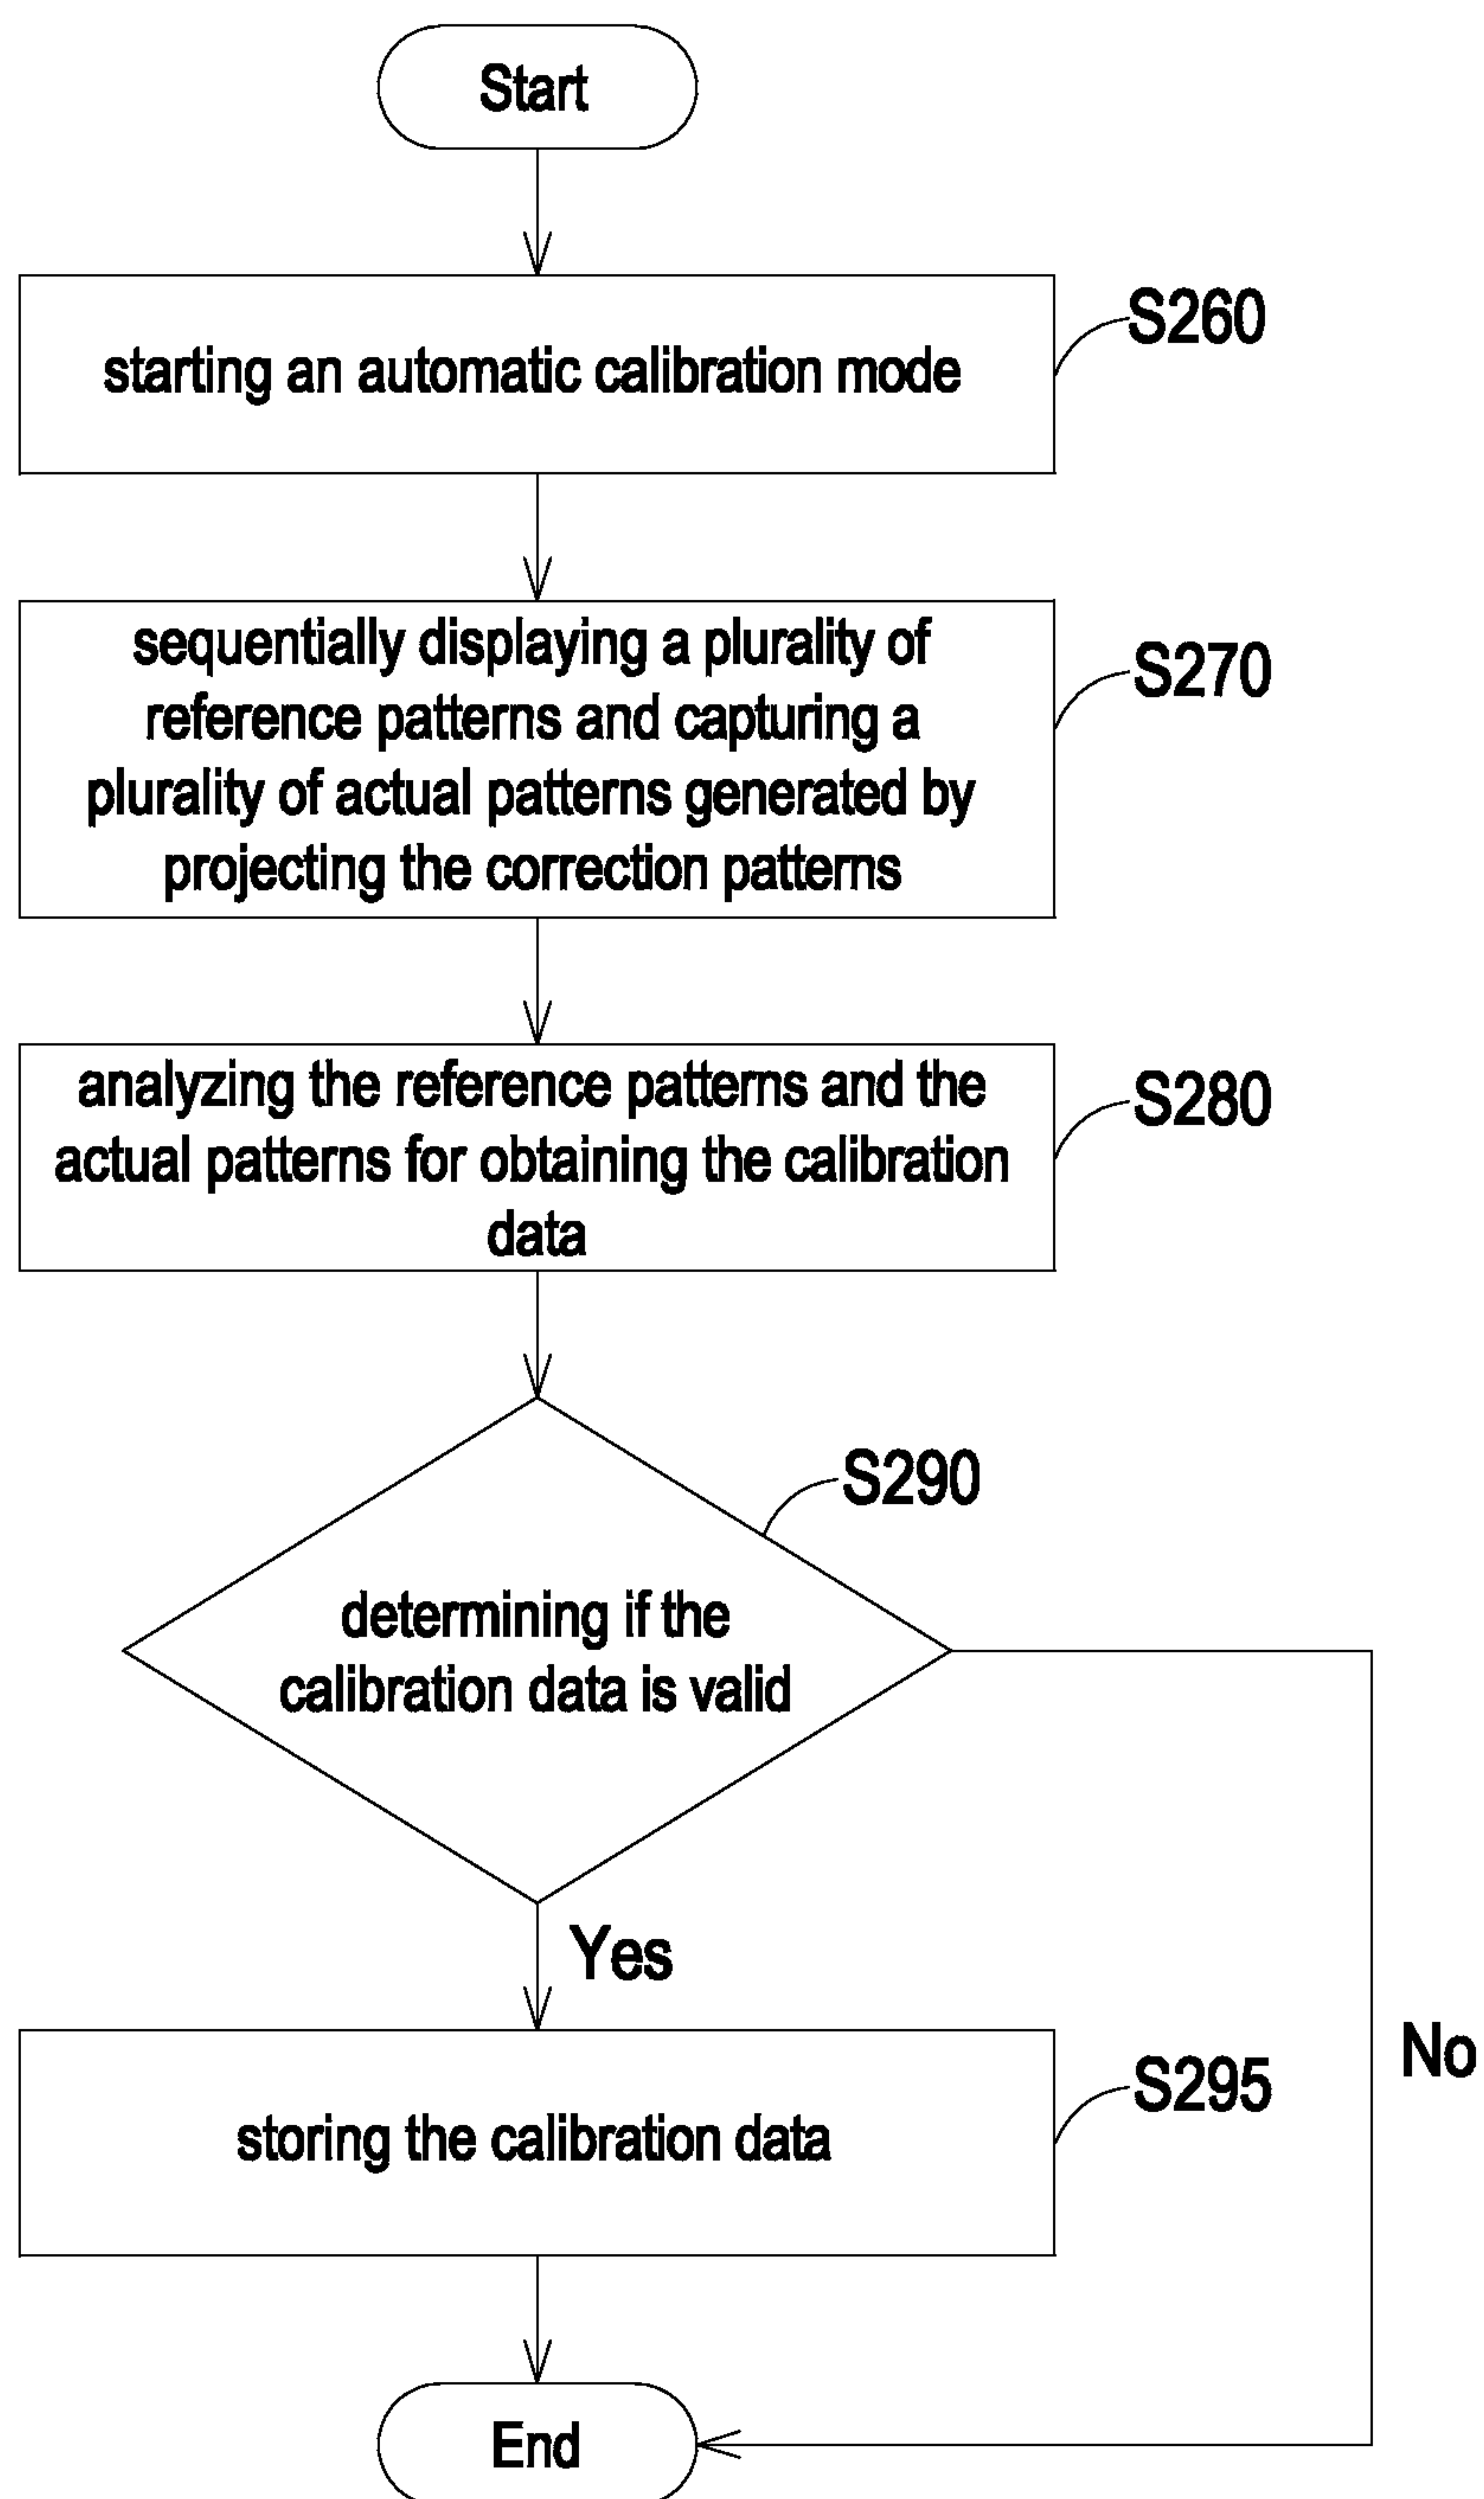 Start
starting an automatic calibration mode
S260
sequentially displaying a plurality of
reference patterns and capturing a
plurality of actual patterns generated by
projecting the correction patterns
S270
analyzing the reference patterns and the
actual patterns for obtaining the calibration
data
S280
S290
determining if the
calibration data is valid
Yes
No
storing the calibration data
S295
End